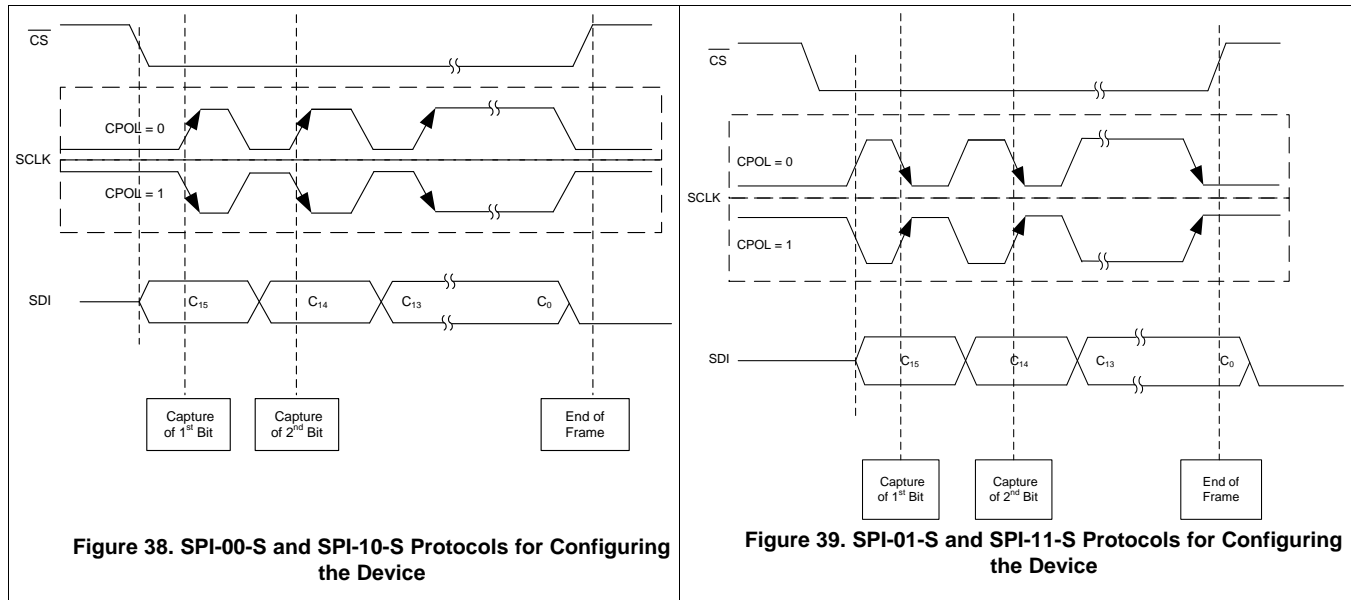 CS
CPOL = 0
SCLK
CPOL = 1
SDI
C15
C14
C13
C0
Capture
of 1st Bit
Capture
of 2nd Bit
End of
Frame
Figure 38. SPI-00-S and SPI-10-S Protocols for Configuring
the Device
CS
CPOL = 0
SCLK
CPOL = 1
SDI
C15
C14
C13
C0
Capture
of 1st Bit
Capture
of 2nd Bit
End of
Frame
Figure 39. SPI-01-S and SPI-11-S Protocols for Configuring
the Device